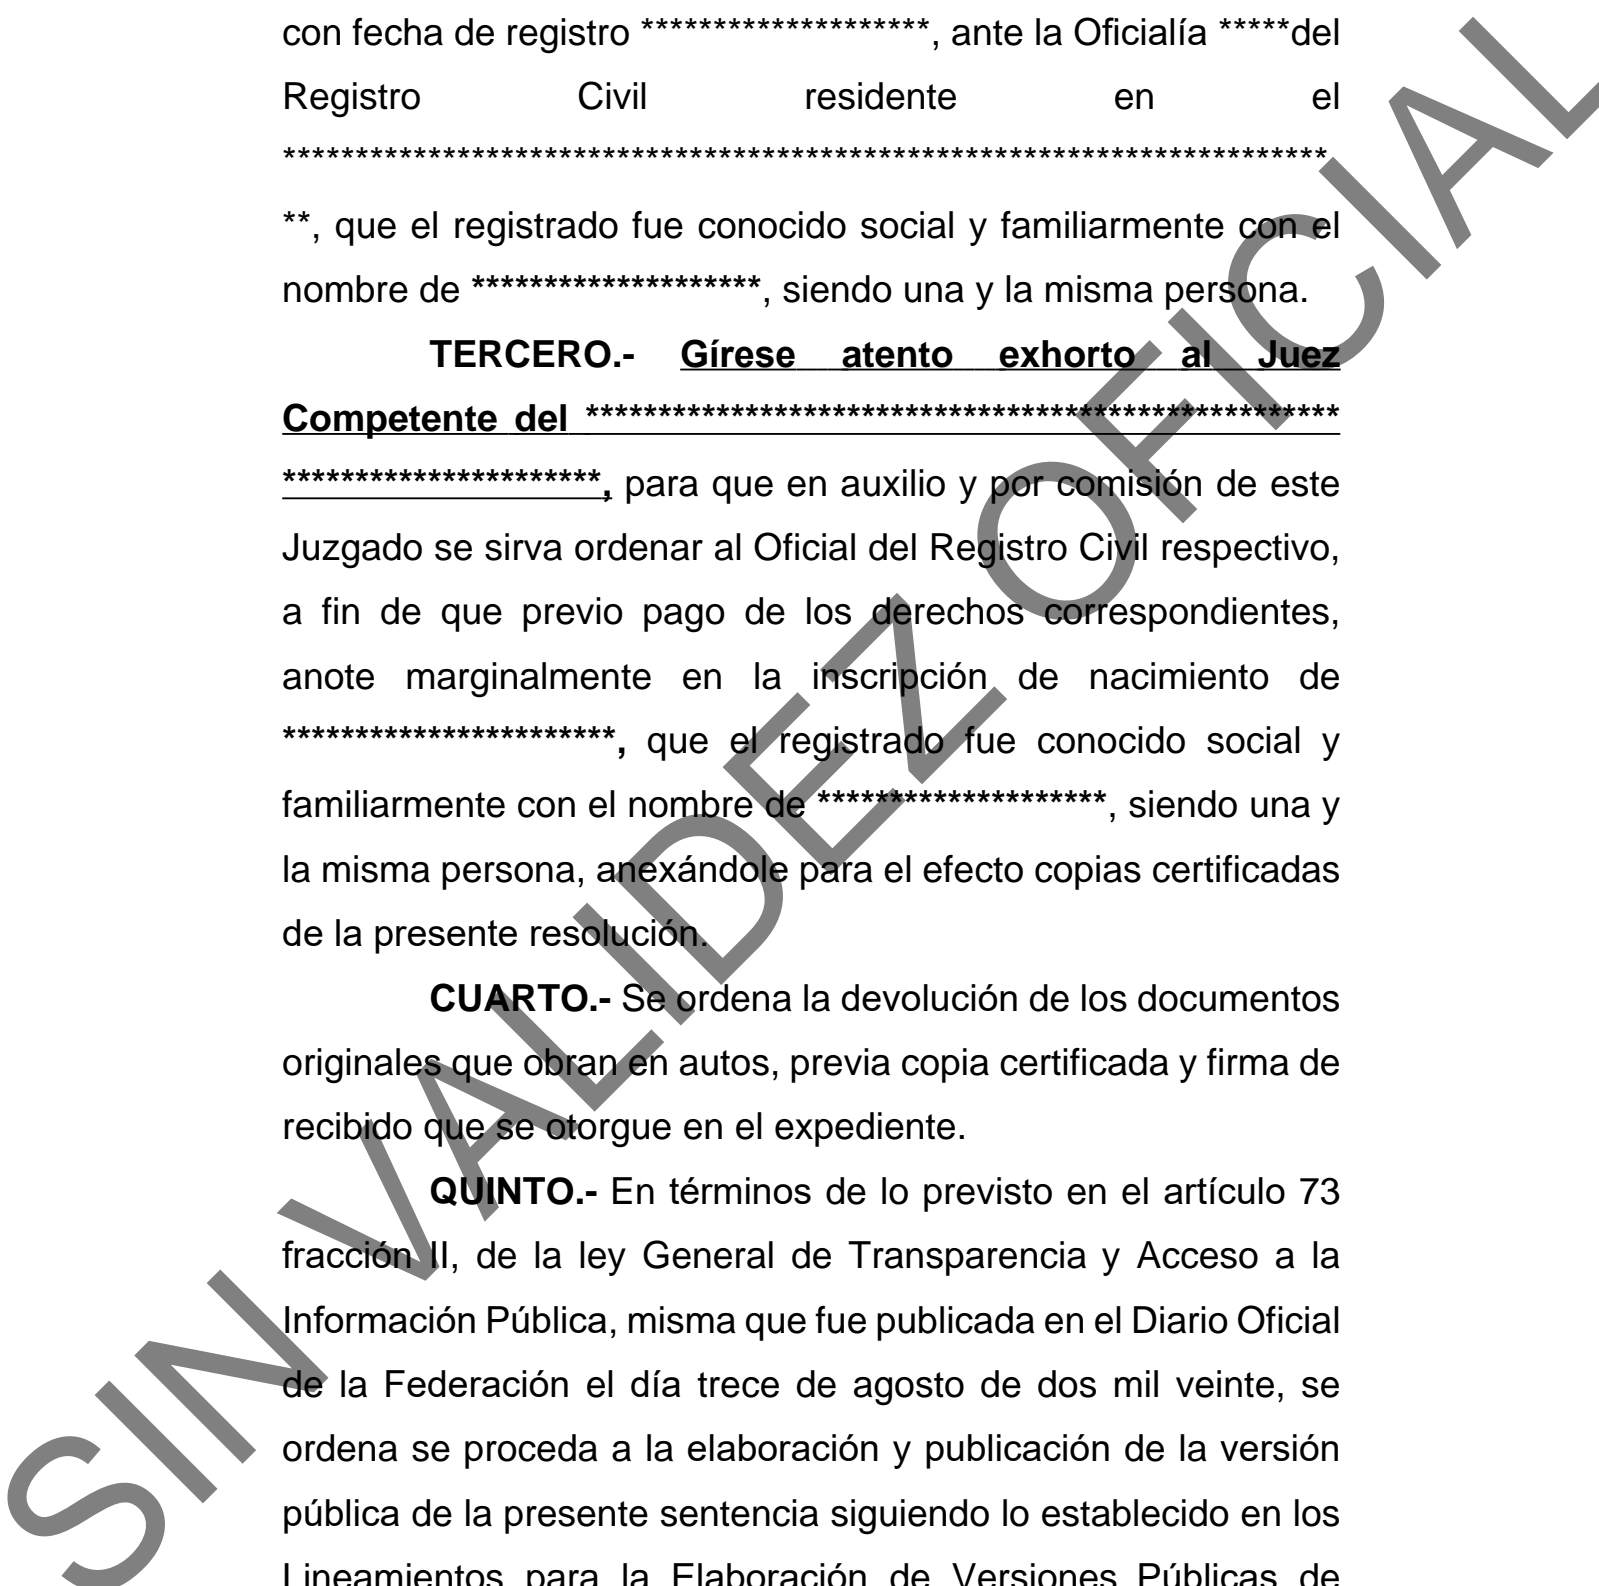 con fecha de registro ********************, ante la Oficialía *****del
Registro Civil residente en el
************************************************************************
**, que el registrado fue conocido social y familiarmente con el
nombre de ********************, siendo una y la misma persona.
TERCERO.- Gírese atento exhorto al Juez
Competente del ****************************************************
**********************, para que en auxilio y por comisión de este
Juzgado se sirva ordenar al Oficial del Registro Civil respectivo,
a fin de que previo pago de los derechos correspondientes,
anote marginalmente en la inscripción de nacimiento de
***********************, que el registrado fue conocido social y
familiarmente con el nombre de ********************, siendo una y
la misma persona, anexándole para el efecto copias certificadas
de la presente resolución.
CUARTO.- Se ordena la devolución de los documentos
originales que obran en autos, previa copia certificada y firma de
recibido que se otorgue en el expediente.
QUINTO.- En términos de lo previsto en el artículo 73
fracción II, de la ley General de Transparencia y Acceso a la
Información Pública, misma que fue publicada en el Diario Oficial
de la Federación el día trece de agosto de dos mil veinte, se
ordena se proceda a la elaboración y publicación de la versión
pública de la presente sentencia siguiendo lo establecido en los
Lineamientos para la Elaboración de Versiones Públicas de
SIN VALIDEZ OFICIAL